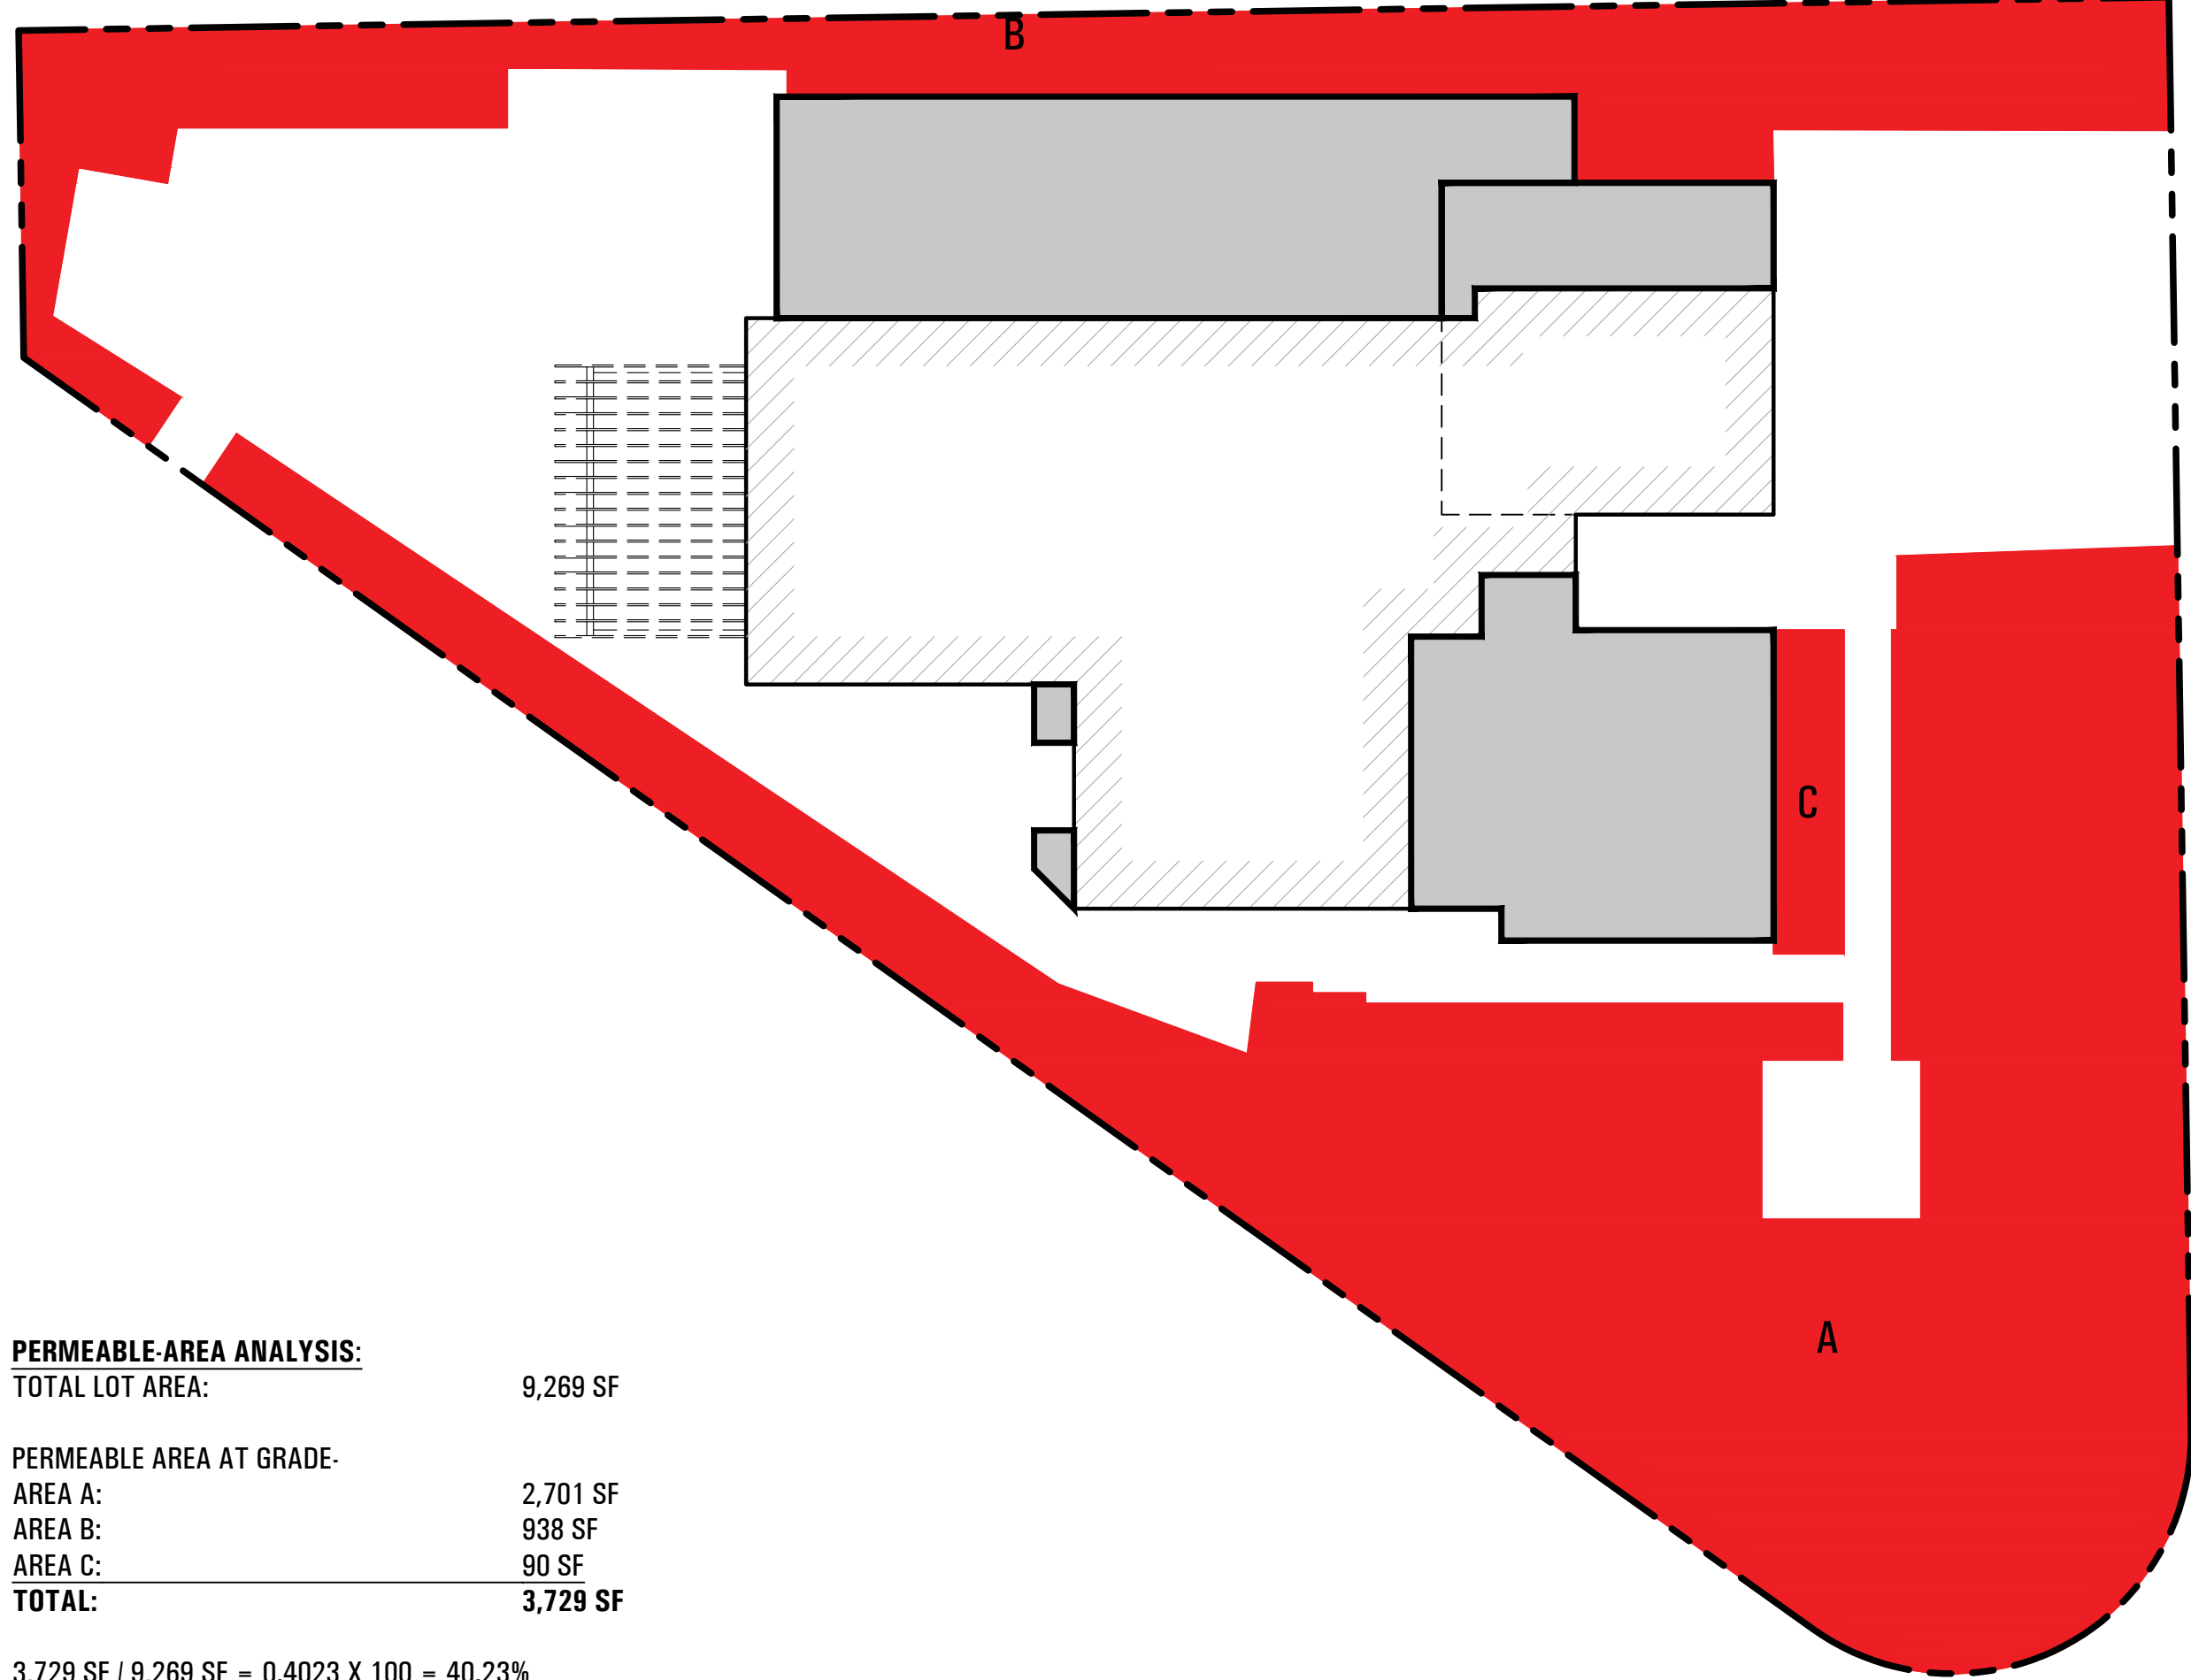 B
C
A
PERMEABLE-AREA ANALYSIS:
TOTAL LOT AREA: 9,269 SF
PERMEABLE AREA AT GRADE-
AREA A: 2,701 SF
AREA B: 938 SF
AREA C: 90 SF
TOTAL: 3,729 SF
3,729 SF / 9,269 SF = 0.4023 X 100 = 40.23%